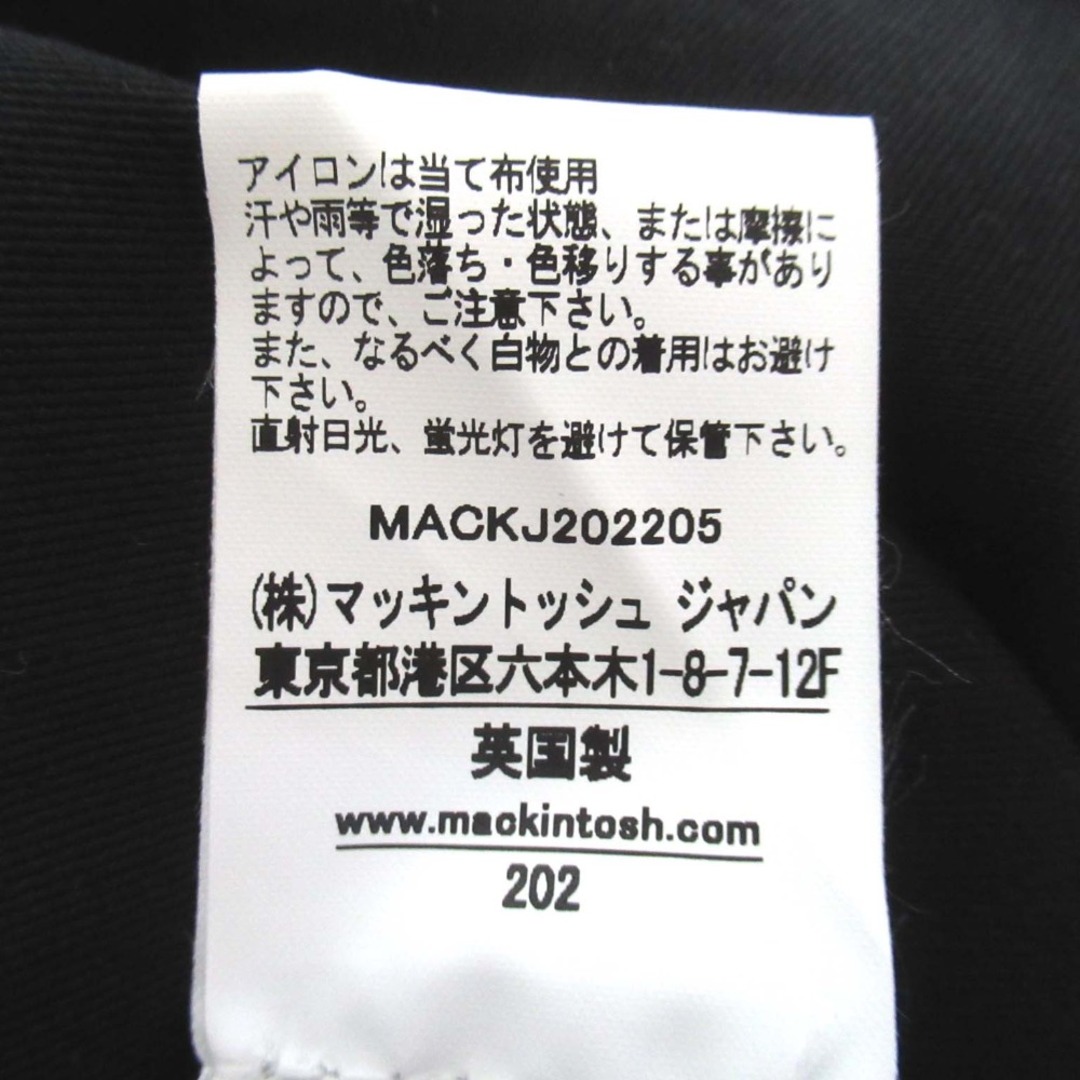 アイロンは当て布使用
汗や雨等で湿った状態、または摩擦に
よって、色落ち・色移りする事があり
ますので、ご注意下さい。
また、なるべく白物との着用はお避け
下さい。
直射日光、蛍光灯を避けて保管下さい。
MACKJ202205
(株)マッキントッシュ ジャパン
東京都港区六本木1-8-7-12F
英国製
www.mackintosh.com
202